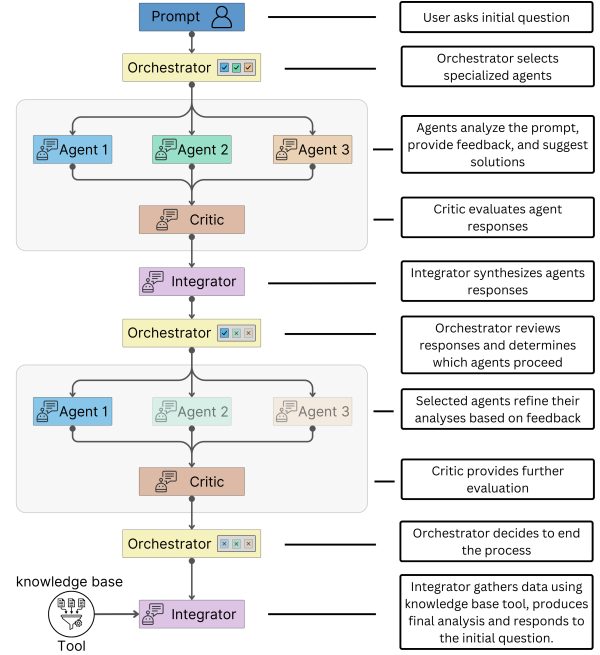 Prompt
User asks initial question
Orchestrator
Orchestrator selects
specialized agents
Agent 1
Agent 2
Agent 3
Agents analyze the prompt,
provide feedback, and suggest
solutions
Critic
Critic evaluates agent
responses
Integrator
Integrator synthesizes agents
responses
Orchestrator
Orchestrator reviews
responses and determines
which agents proceed
Agent 1
Agent 2
Agent 3
Selected agents refine their
analyses based on feedback
Critic
Critic provides further
evaluation
Orchestrator
Orchestrator decides to end
the process
knowledge base
Tool
Integrator
Integrator gathers data using
knowledge base tool, produces
final analysis and responds to
the initial question.